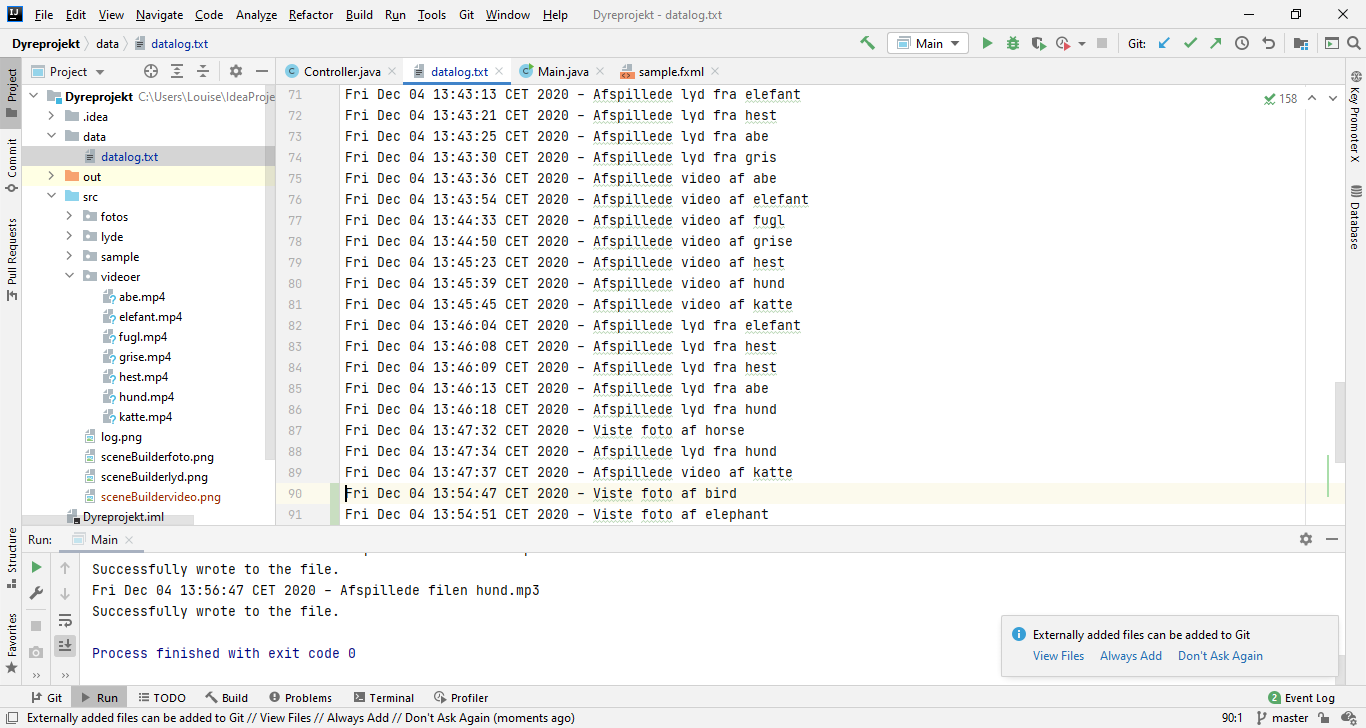 File Edit View Navigate Code Analyze Refactor Build Run Tools Git Window Help Dyreprojekt - datalog.txt
Dyreprojekt data datalog.txt Main Git:
Project Controller.java datalog.txt Main.java sample.fxml
Project
Commit
Pull Requests
Structure
Favorites
Dyreprojekt C:\Users\Louise\IdeaProje
.idea
data
datalog.txt
out
src
fotos
lyde
sample
videoer
abe.mp4
elefant.mp4
fugl.mp4
grise.mp4
hest.mp4
hund.mp4
katte.mp4
log.png
sceneBuilderfoto.png
sceneBuilderlyd.png
sceneBuildervideo.png
Dyreprojekt.iml
71 Fri Dec 04 13:43:13 CET 2020 - Afspillede lyd fra elefant
72 Fri Dec 04 13:43:21 CET 2020 - Afspillede lyd fra hest
73 Fri Dec 04 13:43:25 CET 2020 - Afspillede lyd fra abe
74 Fri Dec 04 13:43:30 CET 2020 - Afspillede lyd fra gris
75 Fri Dec 04 13:43:36 CET 2020 - Afspillede video af abe
76 Fri Dec 04 13:43:54 CET 2020 - Afspillede video af elefant
77 Fri Dec 04 13:44:33 CET 2020 - Afspillede video af fugl
78 Fri Dec 04 13:44:50 CET 2020 - Afspillede video af grise
79 Fri Dec 04 13:45:23 CET 2020 - Afspillede video af hest
80 Fri Dec 04 13:45:39 CET 2020 - Afspillede video af hund
81 Fri Dec 04 13:45:45 CET 2020 - Afspillede video af katte
82 Fri Dec 04 13:46:04 CET 2020 - Afspillede lyd fra elefant
83 Fri Dec 04 13:46:08 CET 2020 - Afspillede lyd fra hest
84 Fri Dec 04 13:46:09 CET 2020 - Afspillede lyd fra hest
85 Fri Dec 04 13:46:13 CET 2020 - Afspillede lyd fra abe
86 Fri Dec 04 13:46:18 CET 2020 - Afspillede lyd fra hund
87 Fri Dec 04 13:47:32 CET 2020 - Viste foto af horse
88 Fri Dec 04 13:47:34 CET 2020 - Afspillede lyd fra hund
89 Fri Dec 04 13:47:37 CET 2020 - Afspillede video af katte
90 Fri Dec 04 13:54:47 CET 2020 - Viste foto af bird
91 Fri Dec 04 13:54:51 CET 2020 - Viste foto af elephant
158
Key Promoter X
Database
Run: Main
Successfully wrote to the file.
Fri Dec 04 13:56:47 CET 2020 - Afspillede filen hund.mp3
Successfully wrote to the file.
Process finished with exit code 0
Externally added files can be added to Git
View Files Always Add Don't Ask Again
Git Run TODO Build Problems Terminal Profiler 2 Event Log
Externally added files can be added to Git // View Files // Always Add // Don't Ask Again (moments ago) 90:1 master